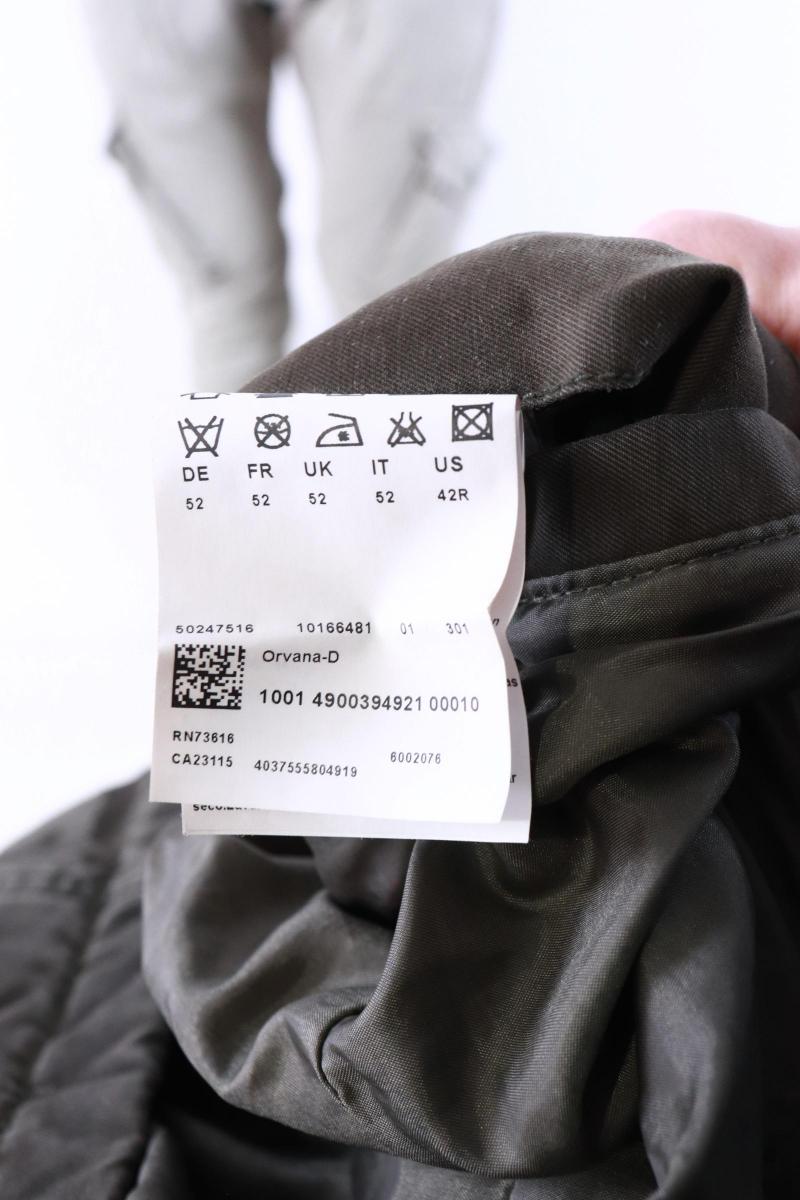 DE FR UK IT US
52 52 52 52 42R
50247516 10166481 01 301
Orvana-D
1001 4900394921 00010
RN73616
CA23115 4037555804919 6002076